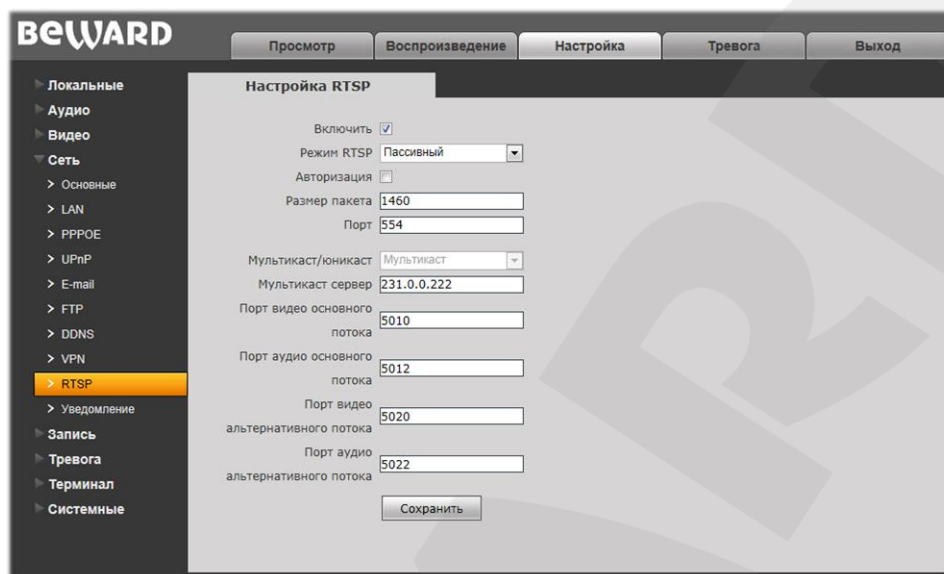 BEWARD
Просмотр
Воспроизведение
Настройка
Тревога
Выход
Локальные
Аудио
Видео
Сеть
Основные
LAN
PPPOE
UPnP
E-mail
FTP
DDNS
VPN
RTSP
Уведомление
Запись
Тревога
Терминал
Системные
Настройка RTSP
Включить
Режим RTSP Пассивный
Авторизация
Размер пакета 1460
Порт 554
Мультикаст/юникаст Мультикаст
Мультикаст сервер 231.0.0.222
Порт видео основного
потока 5010
Порт аудио основного
потока 5012
Порт видео
альтернативного потока 5020
Порт аудио
альтернативного потока 5022
Сохранить